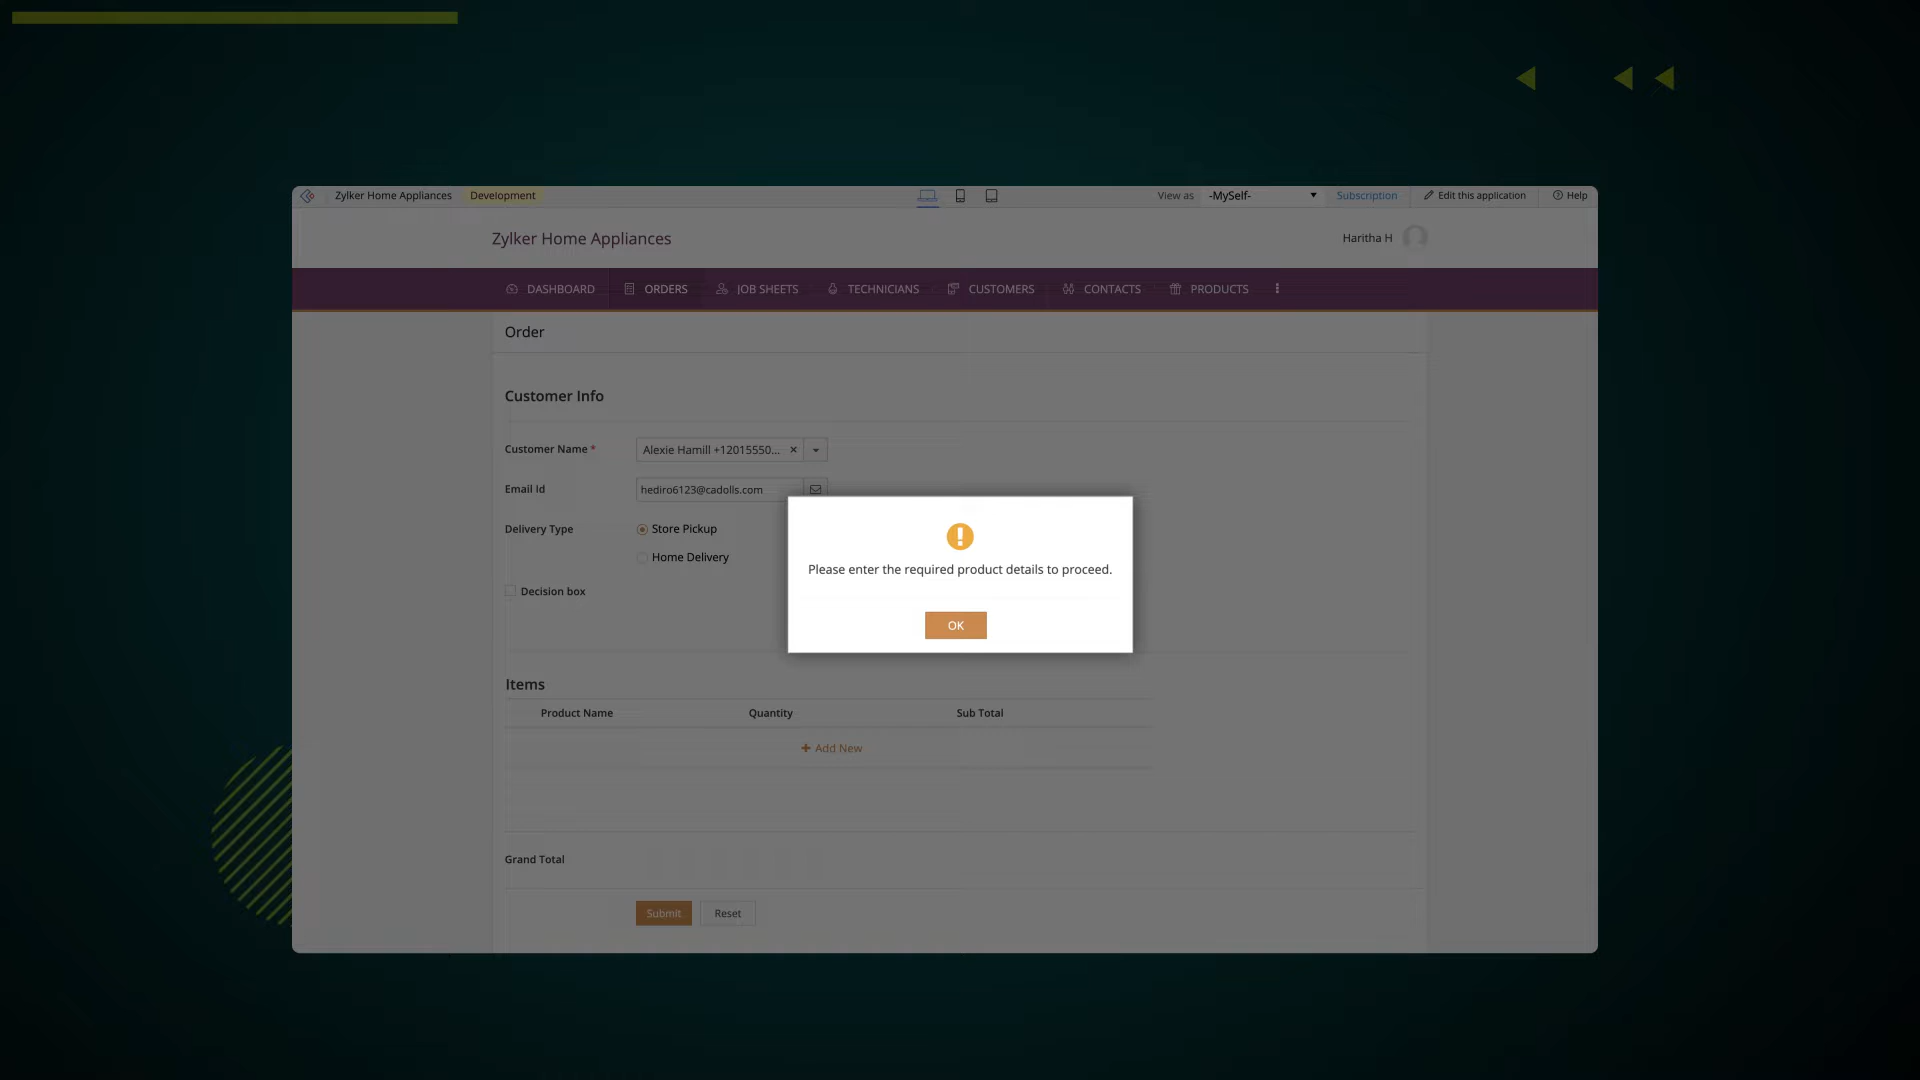 Zylker Home Appliances Development View as -MySelf- Subscription Edit this application Help
Zylker Home Appliances Haritha H
DASHBOARD ORDERS JOB SHEETS TECHNICIANS CUSTOMERS CONTACTS PRODUCTS
Order
Customer Info
Customer Name * Alexie Hamill +12015550...
Email Id hediro6123@cadolls.com
Delivery Type Store Pickup
Home Delivery
Decision box
Please enter the required product details to proceed.
OK
Items
Product Name Quantity Sub Total
+ Add New
Grand Total
Submit Reset